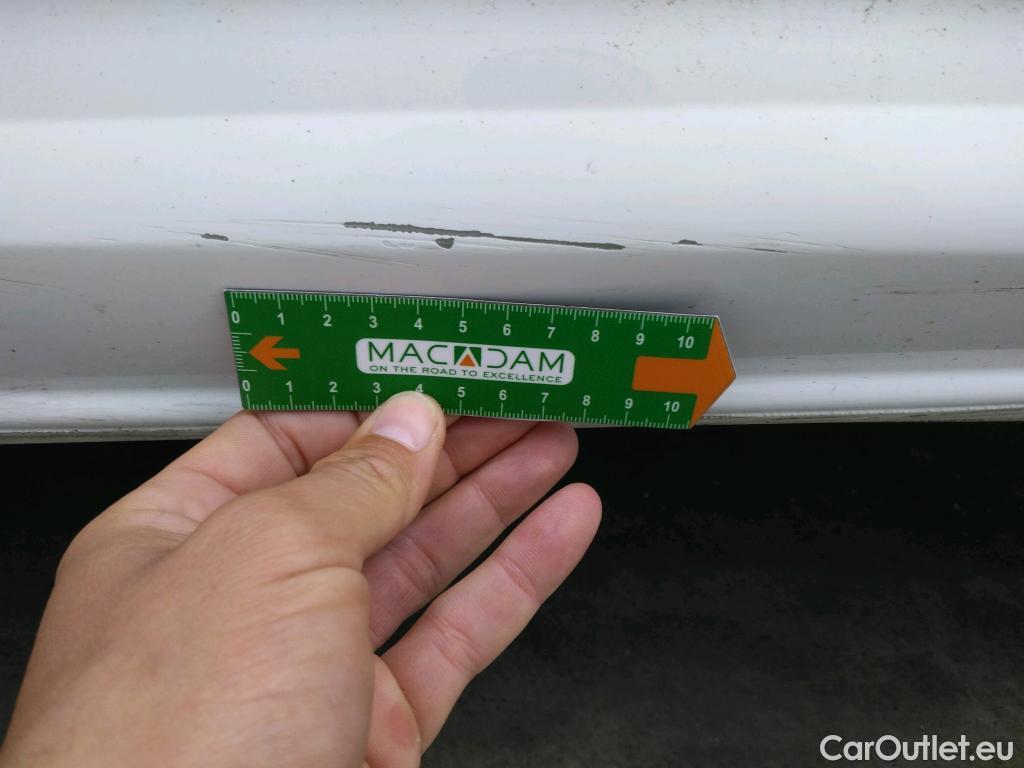 0 1 2 3 4 5 6 7 8 9 10
MACADAM
ON THE ROAD TO EXCELLENCE
0 1 2 3 4 5 6 7 8 9 10
CarOutlet.eu